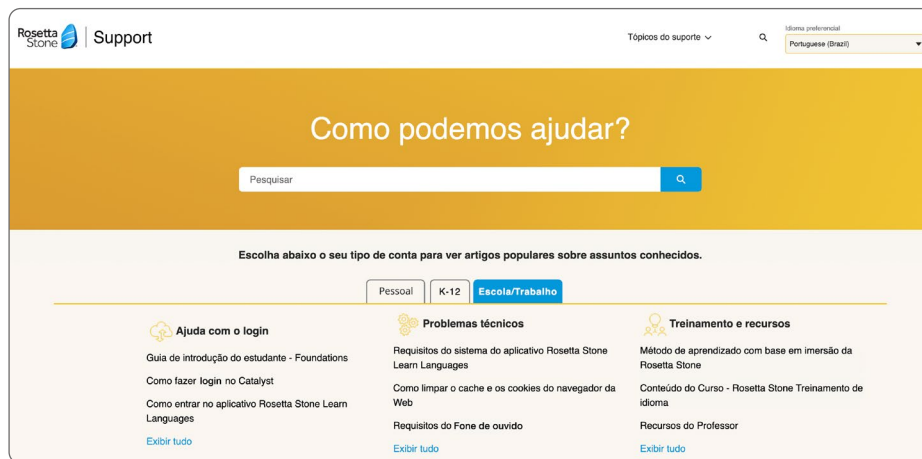 Rosetta
Stone
Support
Tópicos do suporte
Idioma preferencial
Portuguese (Brazil)
Como podemos ajudar?
Pesquisar
Escolha abaixo o seu tipo de conta para ver artigos populares sobre assuntos conhecidos.
Pessoal
K-12
Escola/Trabalho
Ajuda com o login
Guia de introdução do estudante - Foundations
Como fazer login no Catalyst
Como entrar no aplicativo Rosetta Stone Learn
Languages
Exibir tudo
Problemas técnicos
Requisitos do sistema do aplicativo Rosetta Stone
Learn Languages
Como limpar o cache e os cookies do navegador da
Web
Requisitos do Fone de ouvido
Exibir tudo
Treinamento e recursos
Método de aprendizado com base em imersão da
Rosetta Stone
Conteúdo do Curso - Rosetta Stone Treinamento de
idioma
Recursos do Professor
Exibir tudo